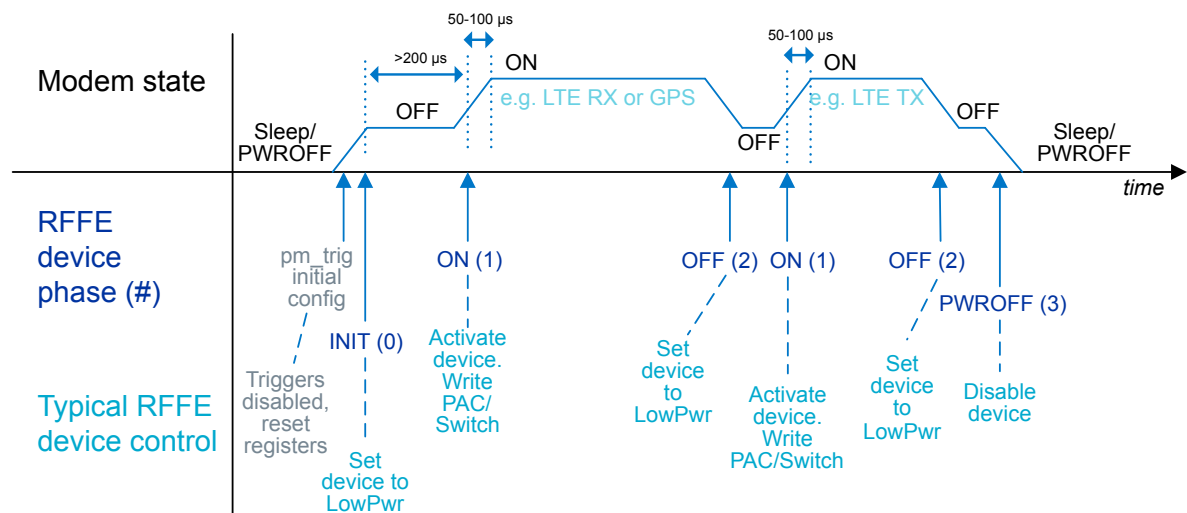 50-100 µs
50-100 µs
>200 µs
ON
ON
Modem state
e.g. LTE RX or GPS
e.g. LTE TX
OFF
OFF
Sleep/
PWROFF
OFF
Sleep/
PWROFF
time
RFFE
device
phase (#)
pm_trig
initial
config
ON (1)
OFF (2)
ON (1)
OFF (2)
PWROFF (3)
INIT (0)
Typical RFFE
device control
Triggers
disabled,
reset
registers
Set
device to
LowPwr
Activate
device.
Write
PAC/
Switch
Set
device
to
LowPwr
Activate
device.
Write
PAC/Switch
Set
device
to
LowPwr
Disable
device